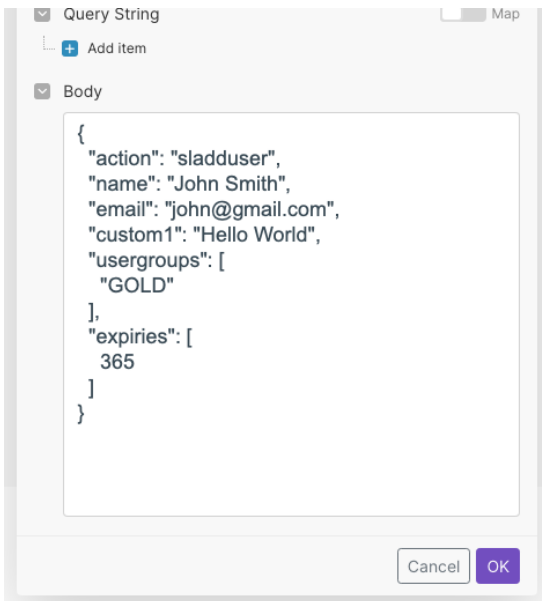 Query String
Map
Add item
Body
{
"action": "sladduser",
"name": "John Smith",
"email": "john@gmail.com",
"custom1": "Hello World",
"usergroups": [
"GOLD"
],
"expiries": [
365
]
}
Cancel
OK